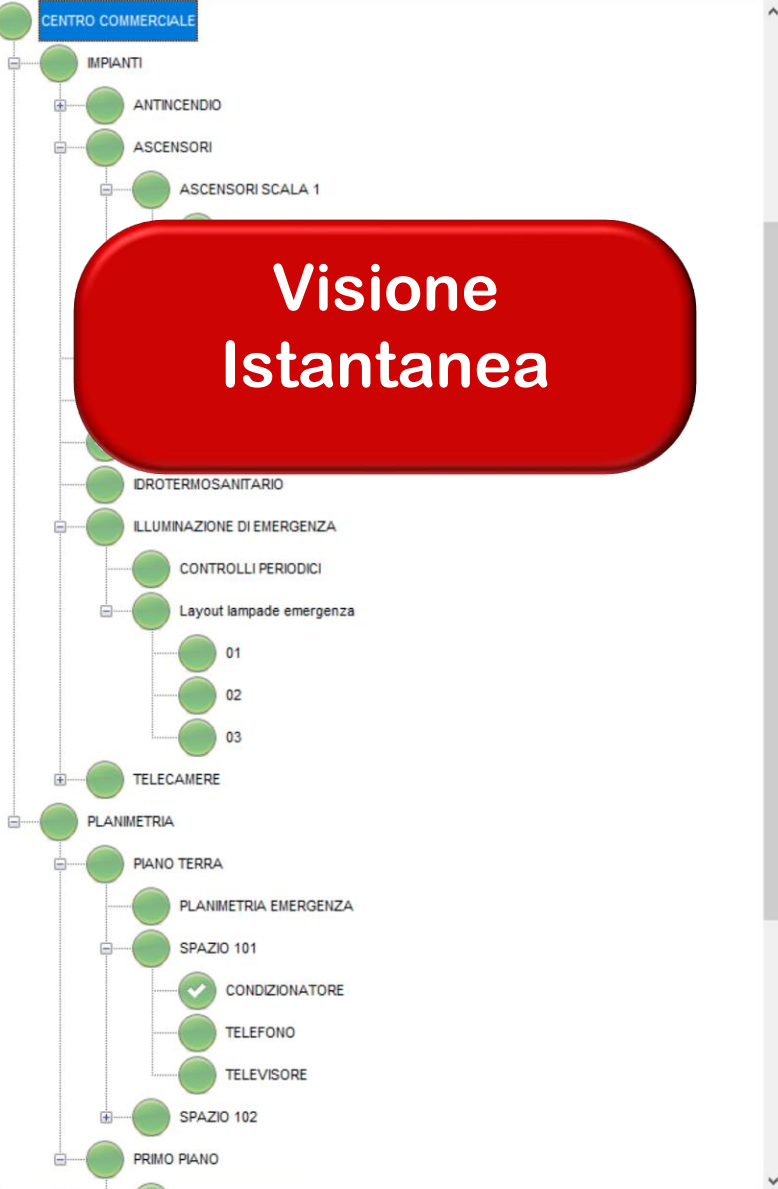 CENTRO COMMERCIALE
IMPIANTI
ANTINCENDIO
ASCENSORI
ASCENSORI SCALA 1
Visione
Istantanea
IDROTERMOSANITARIO
ILLUMINAZIONE DI EMERGENZA
CONTROLLI PERIODICI
Layout lampade emergenza
01
02
03
TELECAMERE
PLANIMETRIA
PIANO TERRA
PLANIMETRIA EMERGENZA
SPAZIO 101
CONDIZIONATORE
TELEFONO
TELEVISORE
SPAZIO 102
PRIMO PIANO